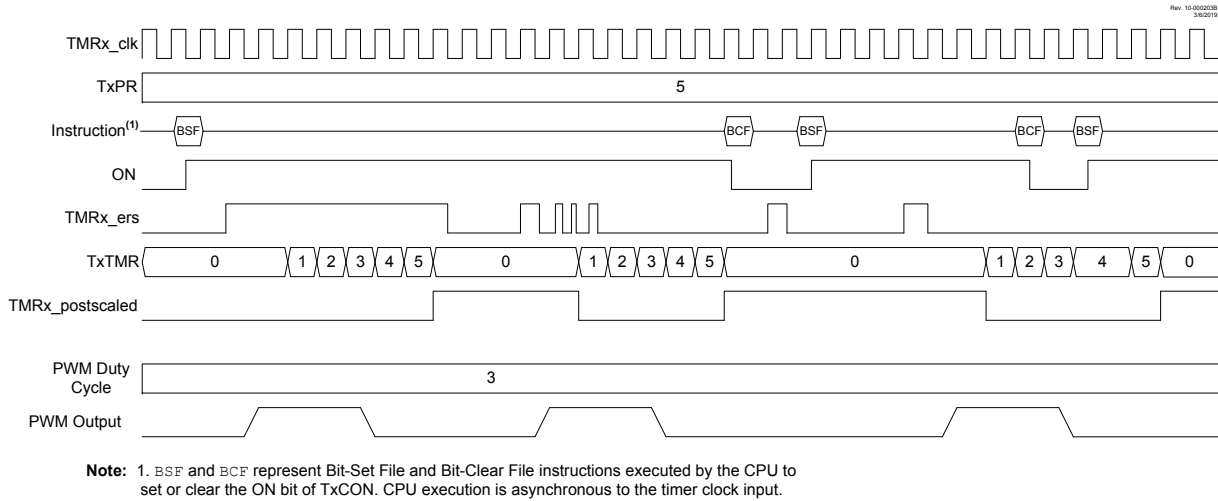 Rev. 10-000203B
3/6/2019
TMRx_clk
TxPR 5
Instruction(1) BSF BCF BSF BCF BSF
ON
TMRx_ers
TxTMR 0 1 2 3 4 5 0 1 2 3 4 5 0 1 2 3 4 5 0
TMRx_postscaled
PWM Duty
Cycle 3
PWM Output
Note: 1. BSF and BCF represent Bit-Set File and Bit-Clear File instructions executed by the CPU to
set or clear the ON bit of TxCON. CPU execution is asynchronous to the timer clock input.